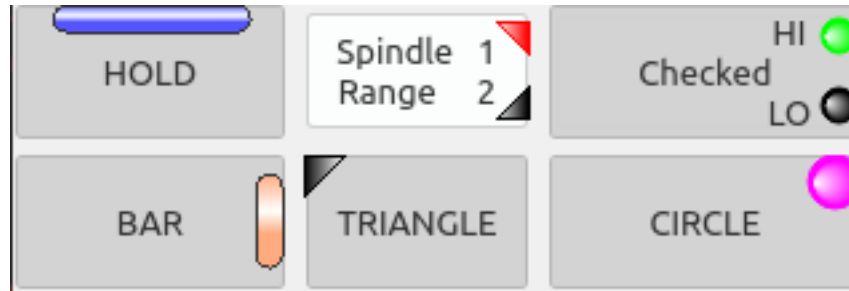 HOLD
Spindle 1
Range 2
HI
Checked
LO
BAR
TRIANGLE
CIRCLE